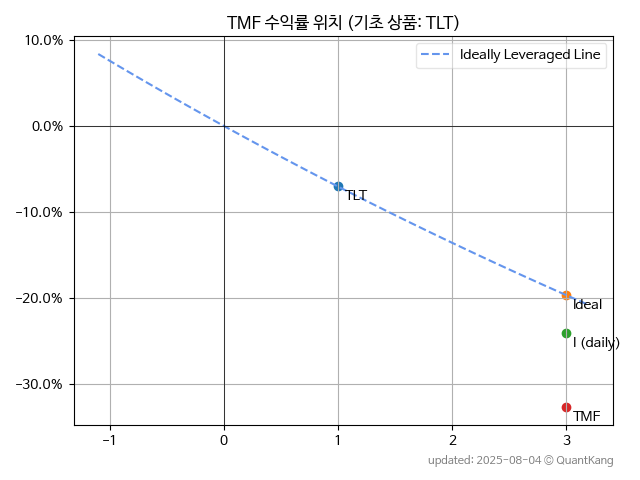 TMF 수익률 위치 (기초 상품: TLT)
10.0%
Ideally Leveraged Line
0.0%
TLT
−10.0%
−20.0%
Ideal
I (daily)
−30.0%
TMF
−1 0 1 2 3
updated: 2025-08-04 © QuantKang